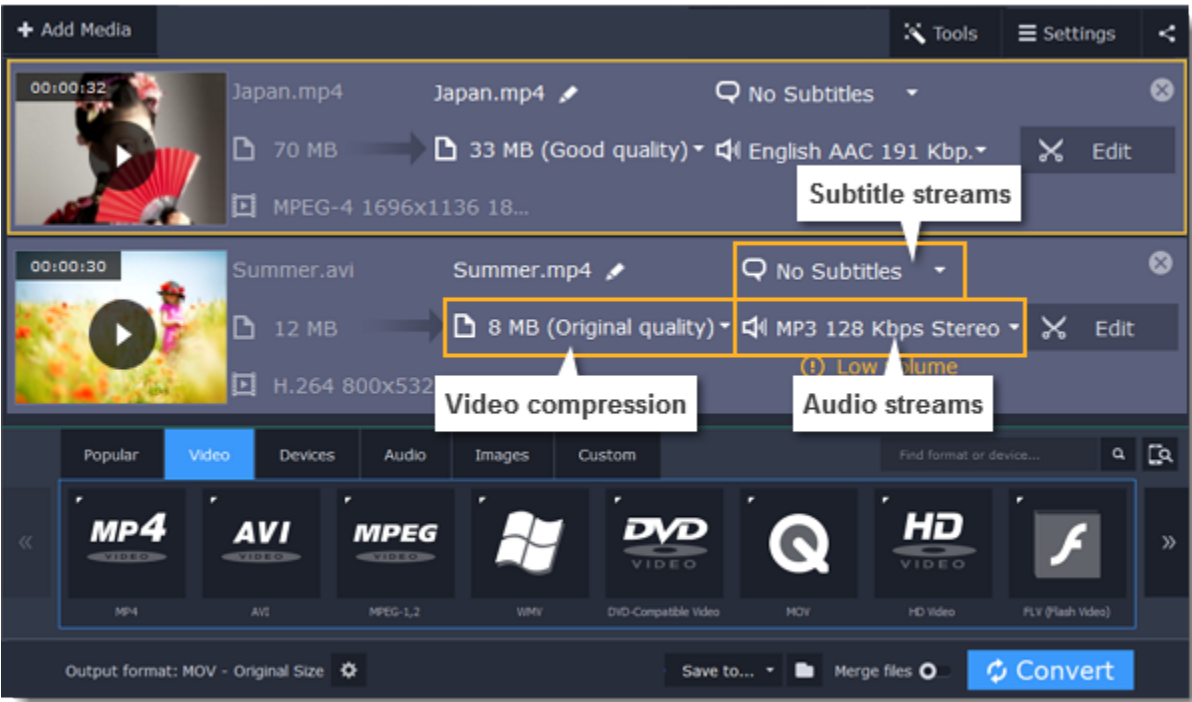 Add Media
Tools
Settings
00:00:32
Japan.mp4
Japan.mp4
No Subtitles
70 MB
33 MB (Good quality)
English AAC 191 Kbp.
Edit
MPEG-4 1696x1136 18...
Subtitle streams
00:00:30
Summer.avi
Summer.mp4
No Subtitles
12 MB
8 MB (Original quality)
MP3 128 Kbps Stereo
Edit
H.264 800x532
Low
Video compression
Audio streams
Popular
Video
Devices
Audio
Images
Custom
Find format or device...
MP4
VIDEO
AVI
VIDEO
MPEG
VIDEO
DVD
VIDEO
HD
VIDEO
MP4
AVI
MPEG-1,2
WMV
DVD-Compatible Video
MOV
HD Video
FLV (Flash Video)
Output format: MOV - Original Size
Save to...
Merge files
Convert